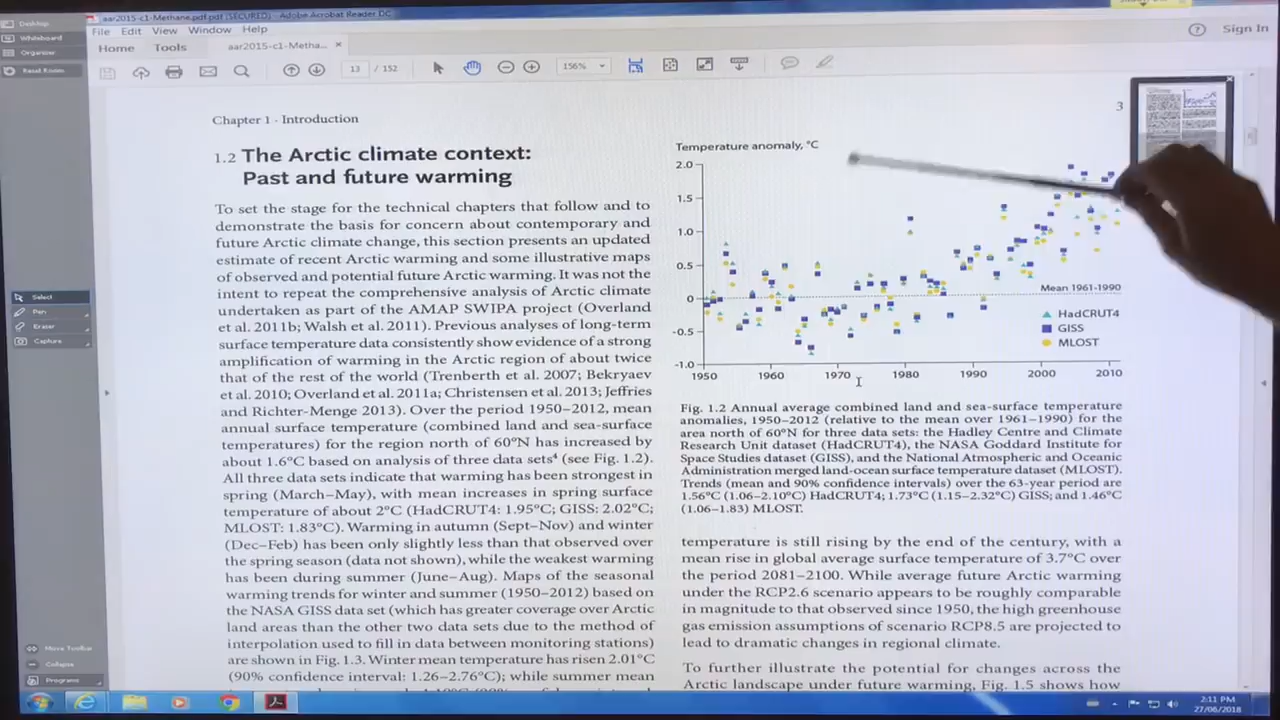 aar2015-c1-Methane.pdf.pdf (SECURED) - Adobe Acrobat Reader DC
File Edit View Window Help
Home Tools aar2015-c1-Metha... ×
Sign In
13 / 152
156%
Desktop
Whiteboard
Organizer
Reset Room
Select
Pen
Eraser
Capture
Move Toolbar
Collapse
Programs
Chapter 1 · Introduction
3
1.2 The Arctic climate context:
Past and future warming
To set the stage for the technical chapters that follow and to
demonstrate the basis for concern about contemporary and
future Arctic climate change, this section presents an updated
estimate of recent Arctic warming and some illustrative maps
of observed and potential future Arctic warming. It was not the
intent to repeat the comprehensive analysis of Arctic climate
undertaken as part of the AMAP SWIPA project (Overland
et al. 2011b; Walsh et al. 2011). Previous analyses of long-term
surface temperature data consistently show evidence of a strong
amplification of warming in the Arctic region of about twice
that of the rest of the world (Trenberth et al. 2007; Bekryaev
et al. 2010; Overland et al. 2011a; Christensen et al. 2013; Jeffries
and Richter-Menge 2013). Over the period 1950–2012, mean
annual surface temperature (combined land and sea-surface
temperatures) for the region north of 60°N has increased by
about 1.6°C based on analysis of three data sets⁴ (see Fig. 1.2).
All three data sets indicate that warming has been strongest in
spring (March–May), with mean increases in spring surface
temperature of about 2°C (HadCRUT4: 1.95°C; GISS: 2.02°C;
MLOST: 1.83°C). Warming in autumn (Sept–Nov) and winter
(Dec–Feb) has been only slightly less than that observed over
the spring season (data not shown), while the weakest warming
has been during summer (June–Aug). Maps of the seasonal
warming trends for winter and summer (1950–2012) based on
the NASA GISS data set (which has greater coverage over Arctic
land areas than the other two data sets due to the method of
interpolation used to fill in data between monitoring stations)
are shown in Fig. 1.3. Winter mean temperature has risen 2.01°C
(90% confidence interval: 1.26–2.76°C); while summer mean
Temperature anomaly, °C
2.0
1.5
1.0
0.5
0
-0.5
-1.0
1950 1960 1970 1980 1990 2000 2010
Mean 1961-1990
HadCRUT4
GISS
MLOST
Fig. 1.2 Annual average combined land and sea-surface temperature
anomalies, 1950–2012 (relative to the mean over 1961–1990) for the
area north of 60°N for three data sets: the Hadley Centre and Climate
Research Unit dataset (HadCRUT4), the NASA Goddard Institute for
Space Studies dataset (GISS), and the National Atmospheric and Oceanic
Administration merged land-ocean surface temperature dataset (MLOST).
Trends (mean and 90% confidence intervals) over the 63-year period are
1.56°C (1.06–2.10°C) HadCRUT4; 1.73°C (1.15–2.32°C) GISS; and 1.46°C
(1.06–1.83) MLOST.
temperature is still rising by the end of the century, with a
mean rise in global average surface temperature of 3.7°C over
the period 2081–2100. While average future Arctic warming
under the RCP2.6 scenario appears to be roughly comparable
in magnitude to that observed since 1950, the high greenhouse
gas emission assumptions of scenario RCP8.5 are projected to
lead to dramatic changes in regional climate.
To further illustrate the potential for changes across the
Arctic landscape under future warming, Fig. 1.5 shows how
2:11 PM
27/06/2018